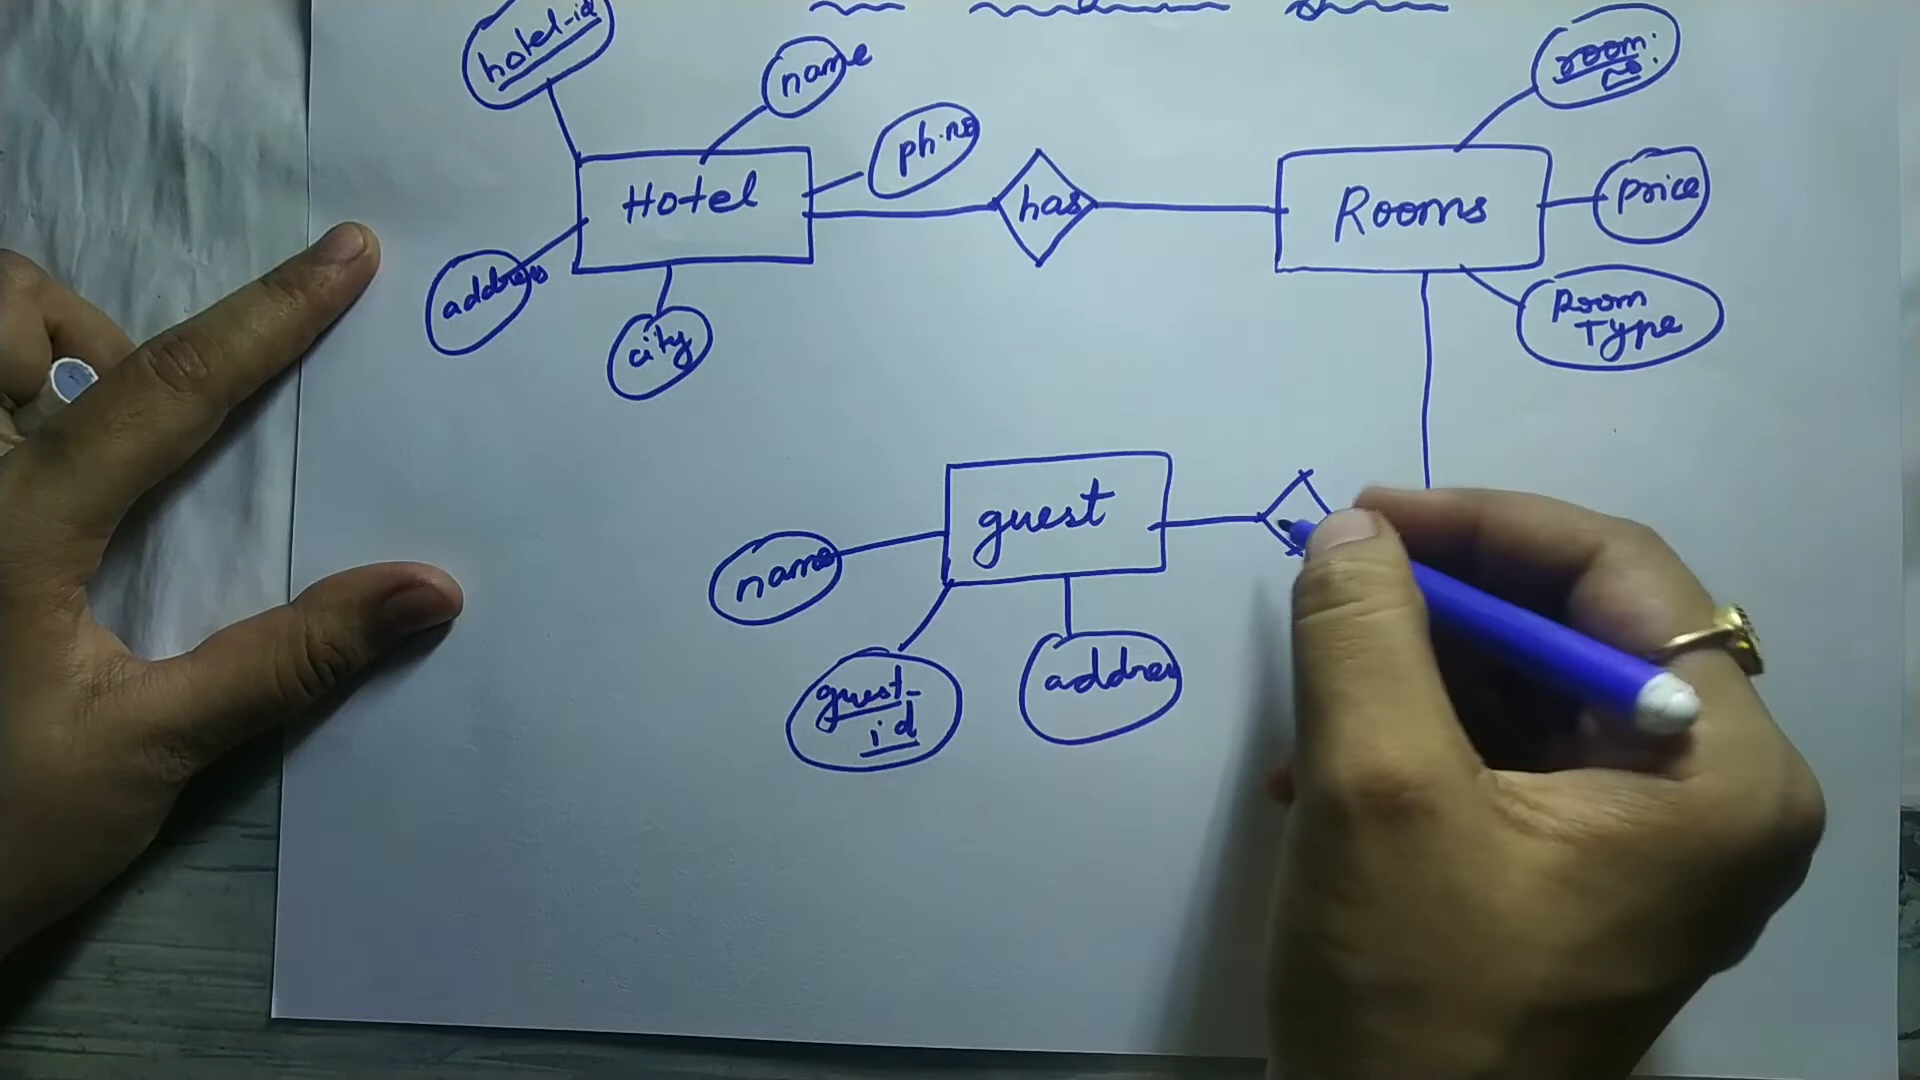 hotel-id
name
ph.no
Hotel
address
city
has
room.
no.
Rooms
price
Room
Type
guest
name
guest-
id
address